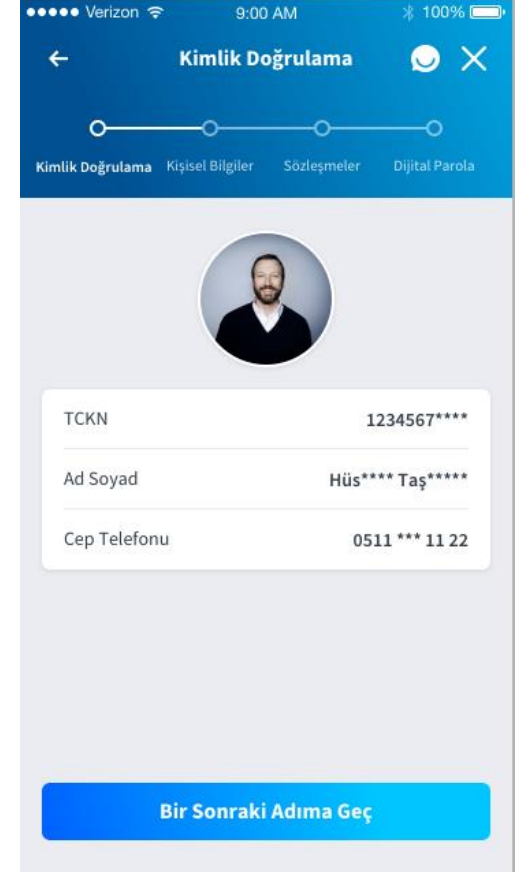 Verizon 9:00 AM 100%
Kimlik Doğrulama
Kimlik Doğrulama Kişisel Bilgiler Sözleşmeler Dijital Parola
TCKN 1234567****
Ad Soyad Hüs**** Taş*****
Cep Telefonu 0511 *** 11 22
Bir Sonraki Adıma Geç